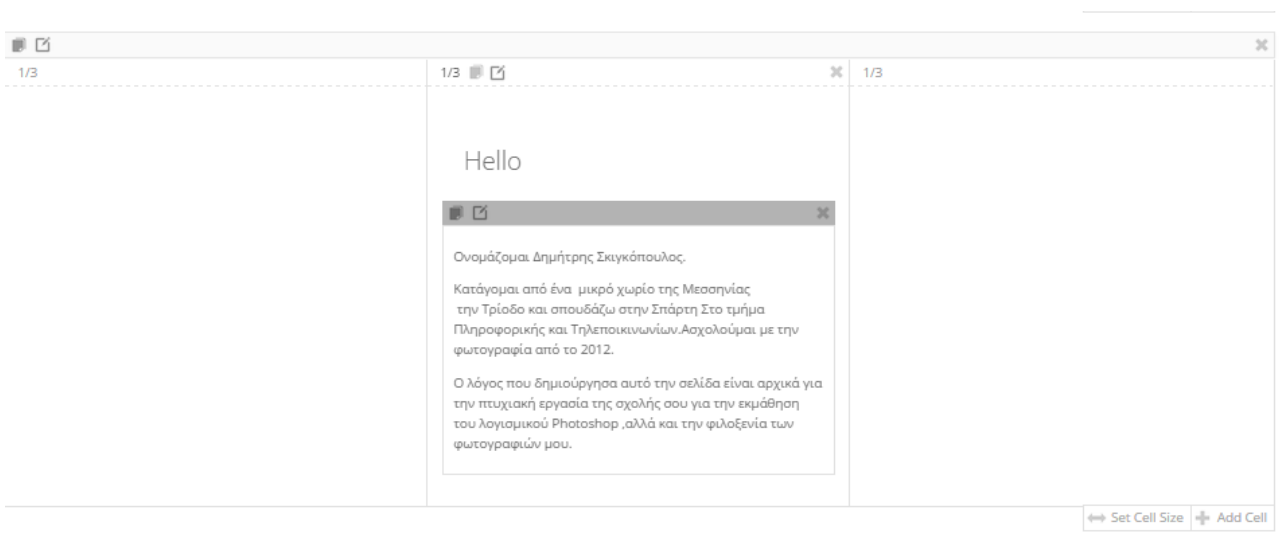 1/3
1/3
1/3
Hello
Ονομάζομαι Δημήτρης Σκιγκόπουλος.
Κατάγομαι από ένα μικρό χωρίο της Μεσσηνίας
την Τρίοδο και σπουδάζω στην Σπάρτη Στο τμήμα
Πληροφορικής και Τηλεποικινωνίων.Ασχολούμαι με την
φωτογραφία από το 2012.
Ο λόγος που δημιούργησα αυτό την σελίδα είναι αρχικά για
την πτυχιακή εργασία της σχολής σου για την εκμάθηση
του λογισμικού Photoshop ,αλλά και την φιλοξενία των
φωτογραφιών μου.
Set Cell Size
Add Cell